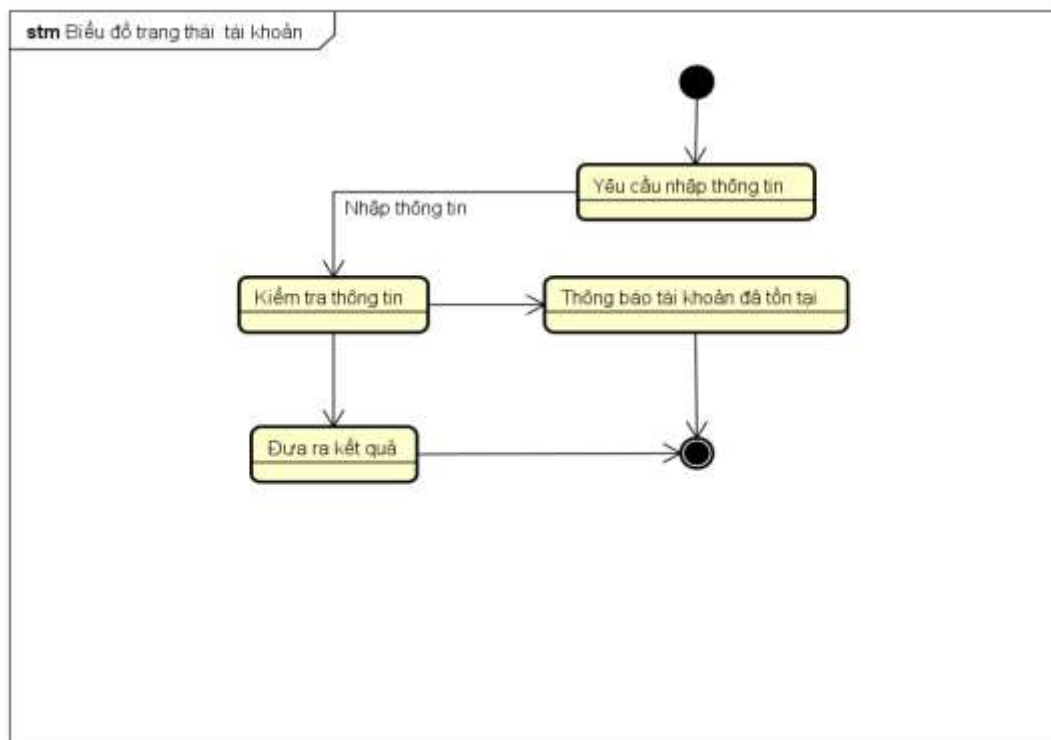 stm Biểu đồ trạng thái tài khoản
Yêu cầu nhập thông tin
Nhập thông tin
Kiểm tra thông tin
Thông báo tài khoản đã tồn tại
Đưa ra kết quả